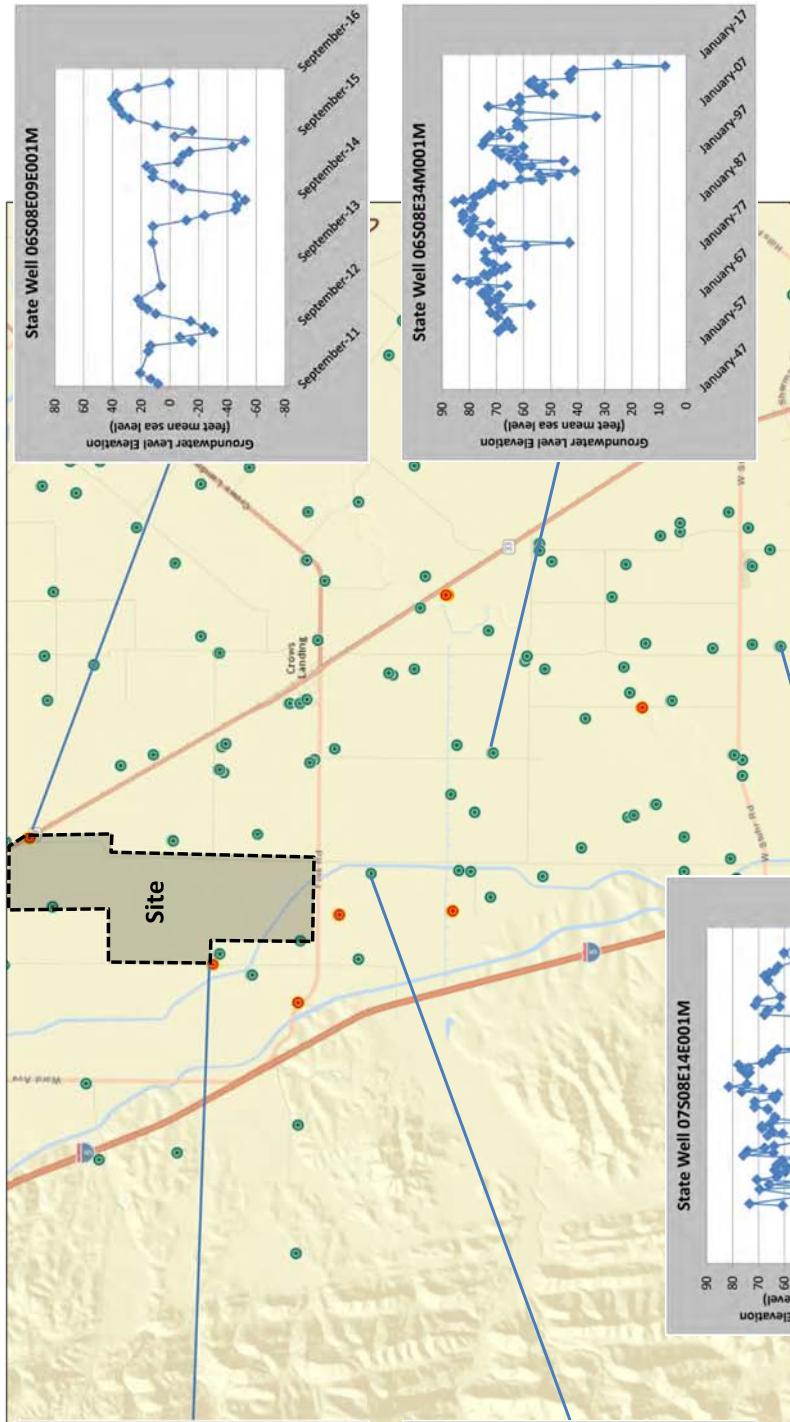 State Well 06S08E09E001M
80
60
40
20
0
-20
-40
-60
-80
Groundwater Level Elevation
(feet mean sea level)
September-11
September-12
September-13
September-14
September-15
September-16
State Well 06S08E34M001M
90
80
70
60
50
40
30
20
10
0
Groundwater Level Elevation
(feet mean sea level)
January-47
January-57
January-67
January-77
January-87
January-97
January-07
January-17
State Well 07S08E14E001M
90
80
70
60
Site
Crows
Landing
Crows Landing
Ward Ave
W Stuhr Rd
33
5
5